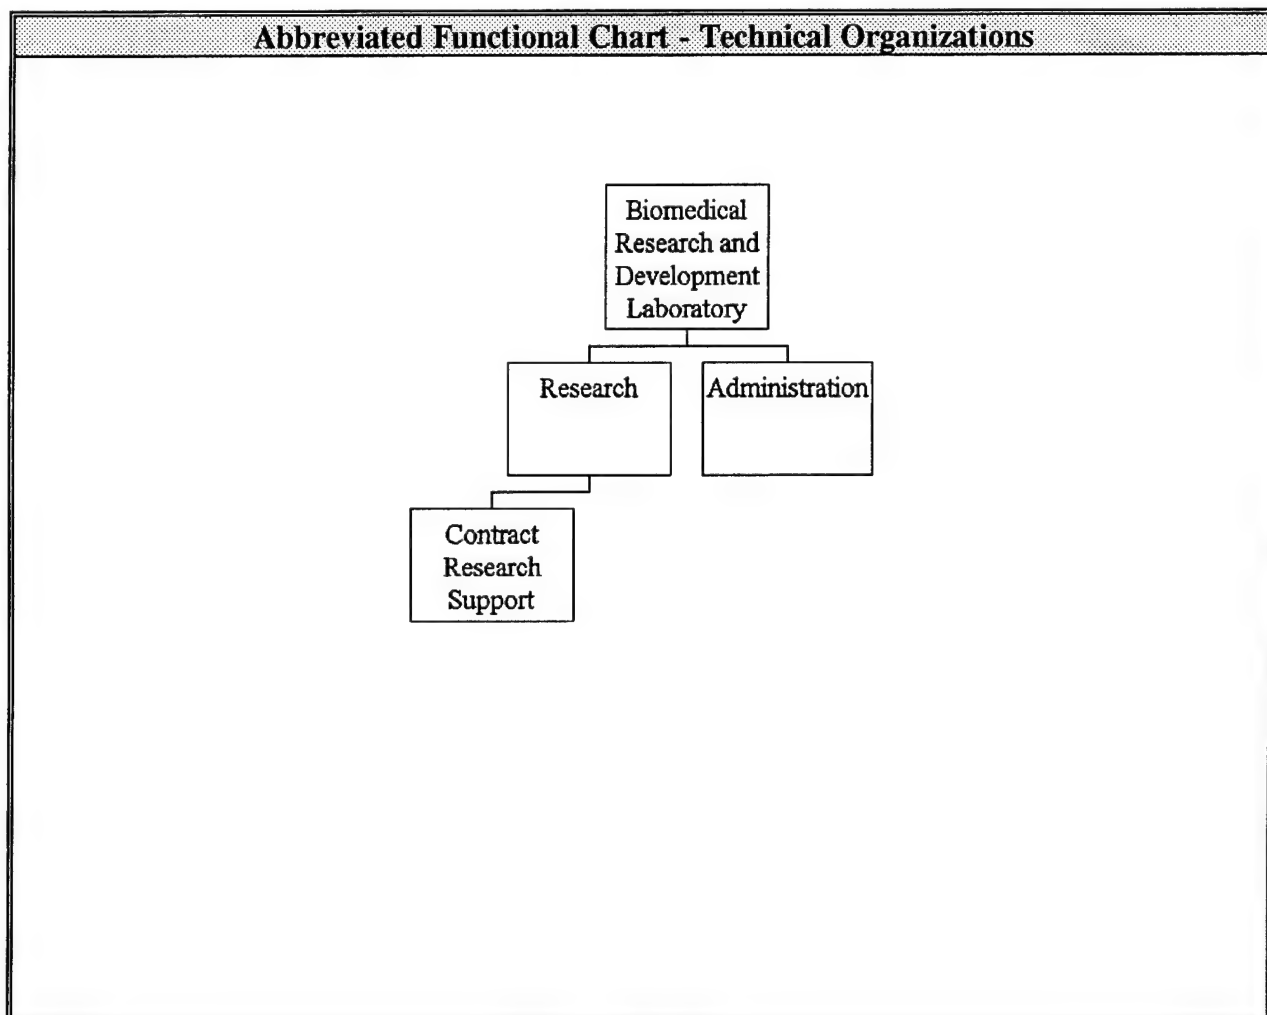 Abbreviated Functional Chart - Technical Organizations
Biomedical
Research and
Development
Laboratory
Research
Administration
Contract
Research
Support